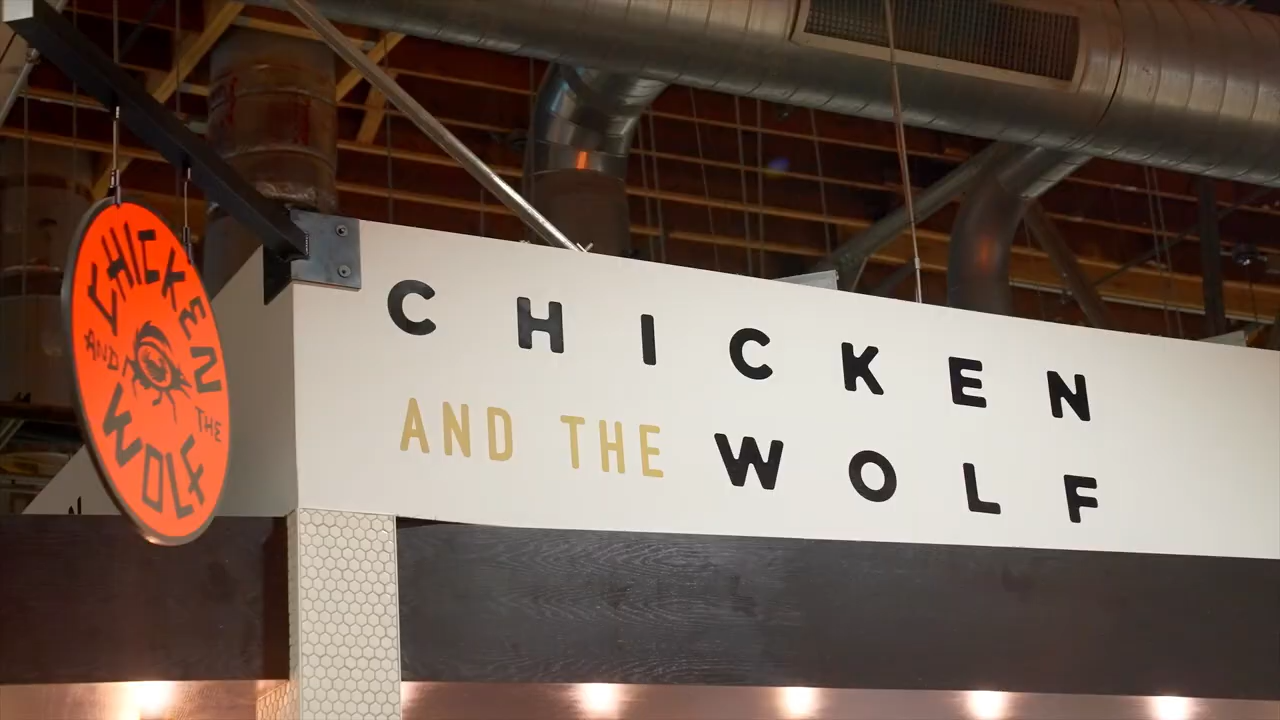 CHICKEN
AND THE
WOLF
CHICKEN
AND THE WOLF